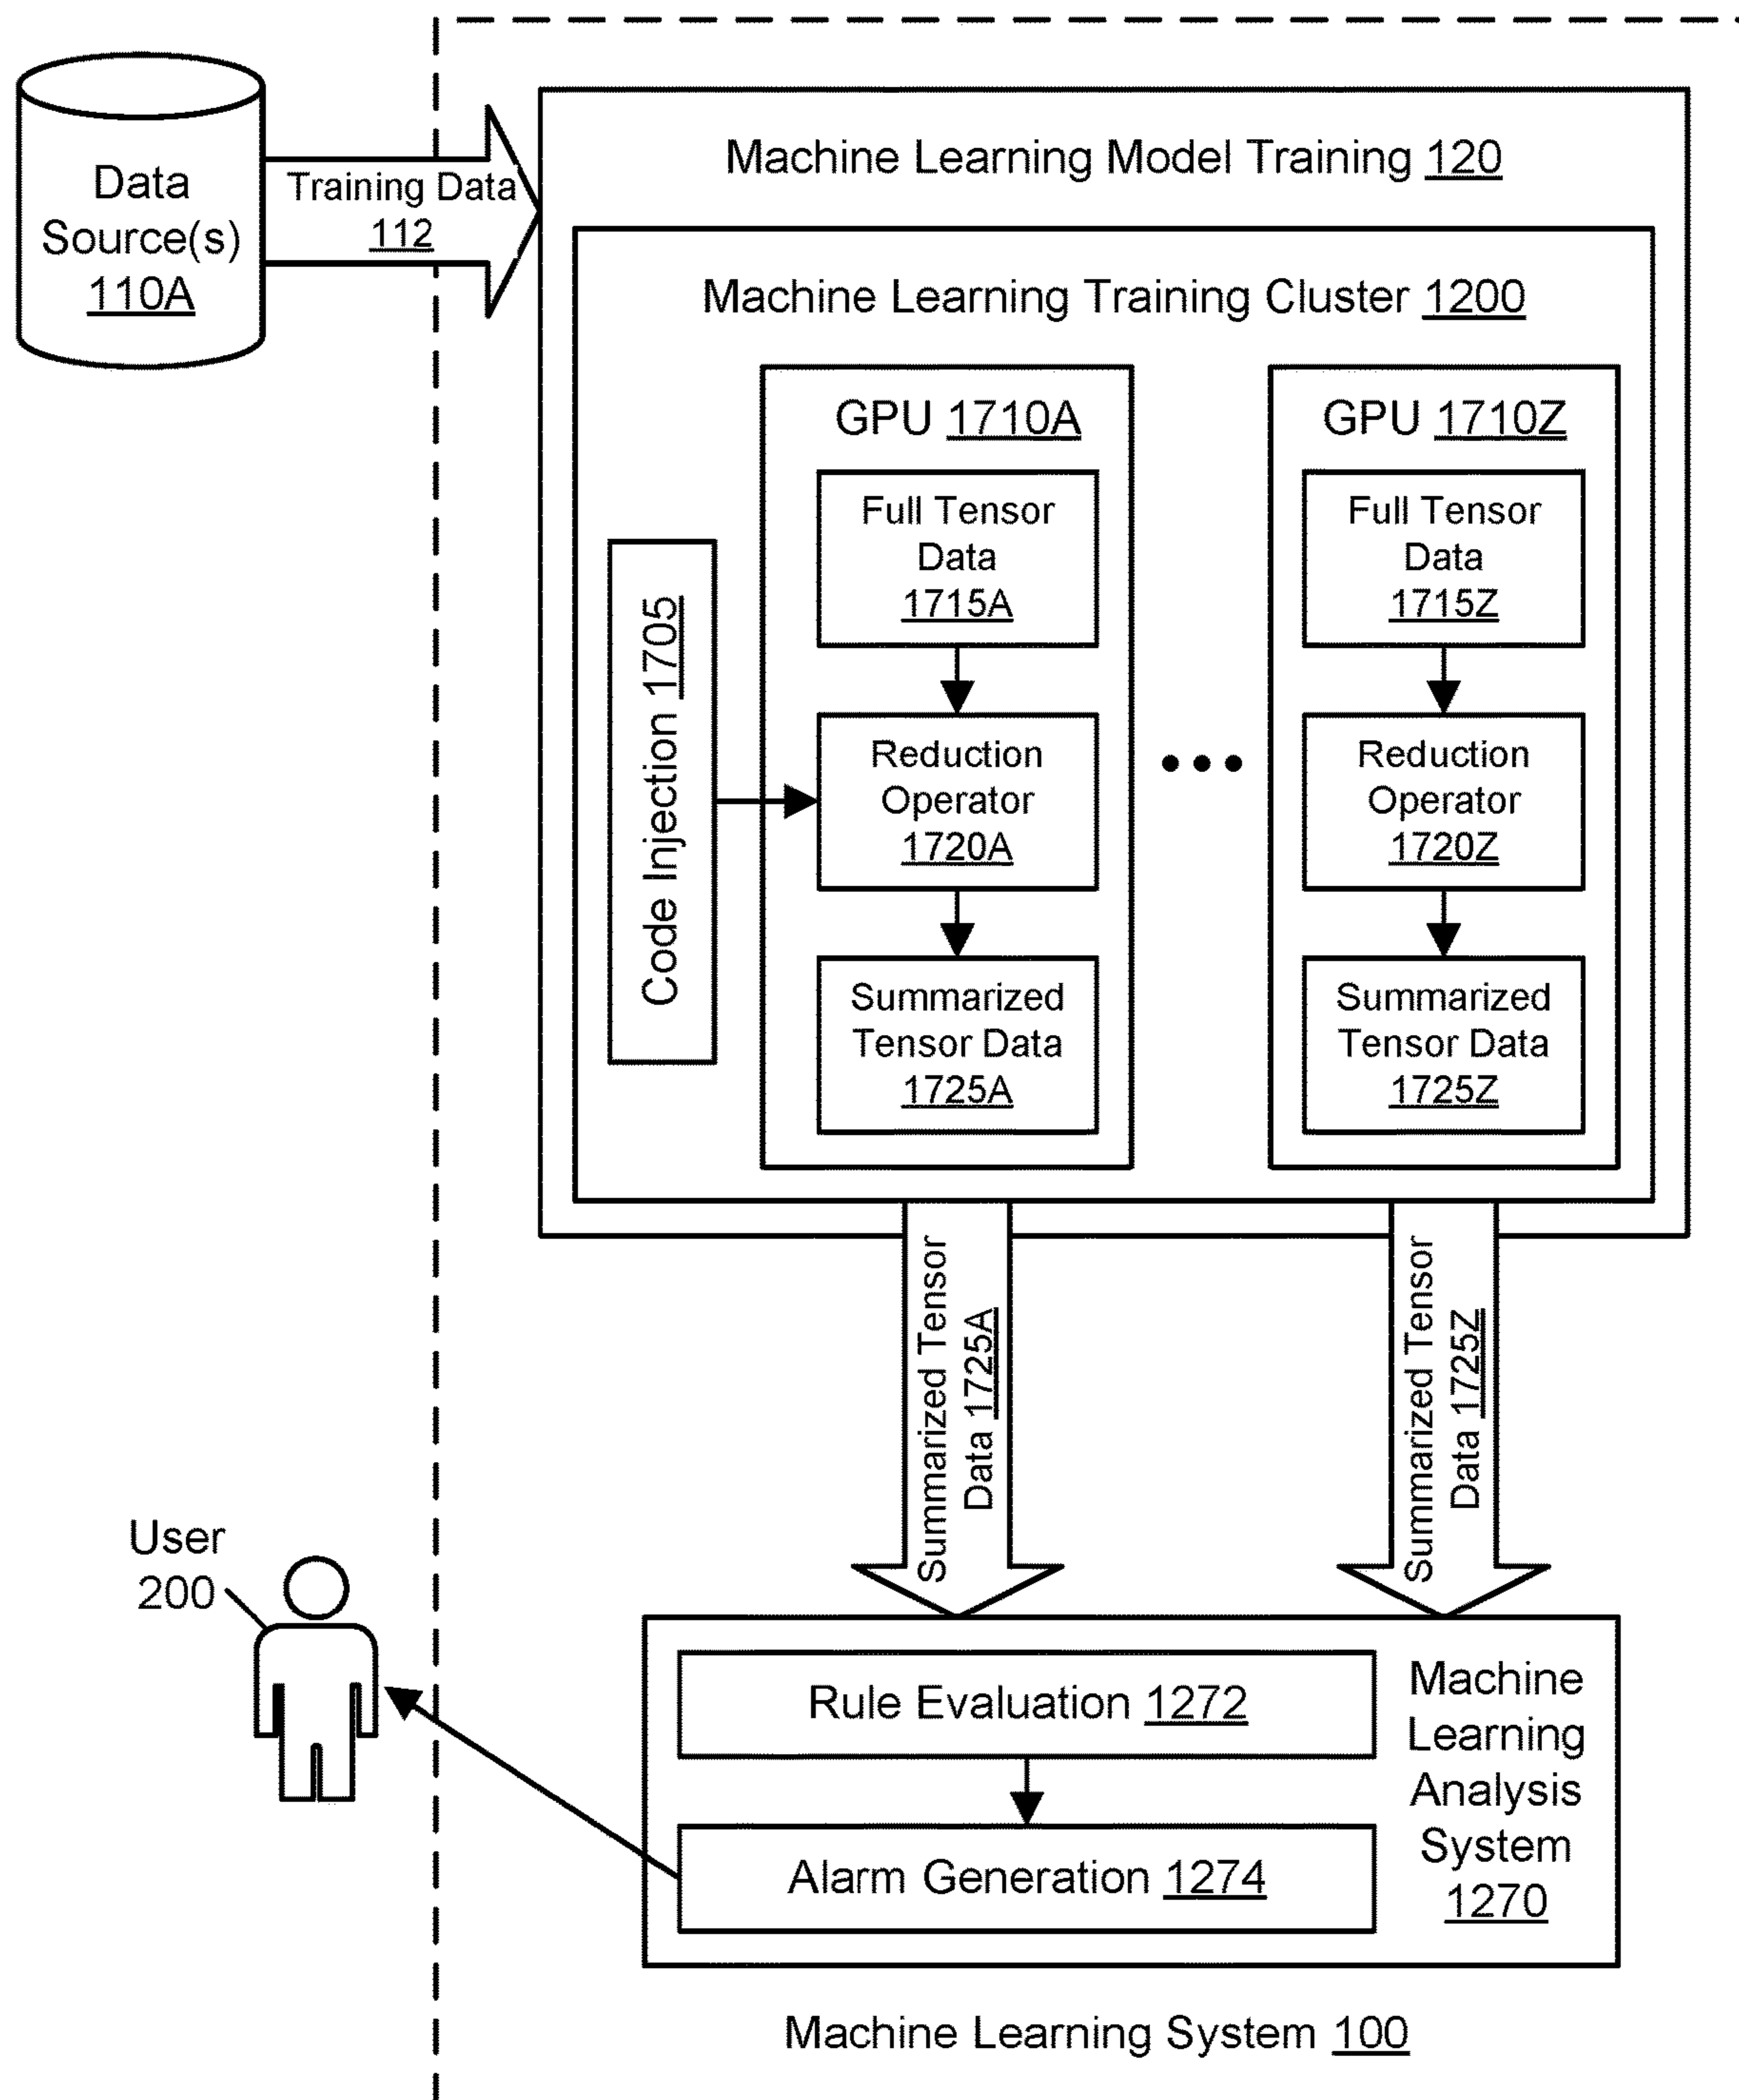 Data
Source(s)
110A
Training Data
112
Machine Learning Model Training 120
Machine Learning Training Cluster 1200
Code Injection 1705
GPU 1710A
Full Tensor
Data
1715A
Reduction
Operator
1720A
Summarized
Tensor Data
1725A
GPU 1710Z
Full Tensor
Data
1715Z
Reduction
Operator
1720Z
Summarized
Tensor Data
1725Z
Summarized Tensor
Data 1725A
Summarized Tensor
Data 1725Z
User
200
Rule Evaluation 1272
Alarm Generation 1274
Machine
Learning
Analysis
System
1270
Machine Learning System 100